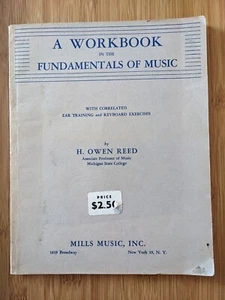 A WORKBOOK
IN THE
FUNDAMENTALS OF MUSIC
WITH CORRELATED
EAR TRAINING and KEYBOARD EXERCISES
by
H. OWEN REED
Associate Professor of Music
Michigan State College
PRICE
$2.50
MILLS MUSIC, INC.
1619 Broadway New York 19, N. Y.